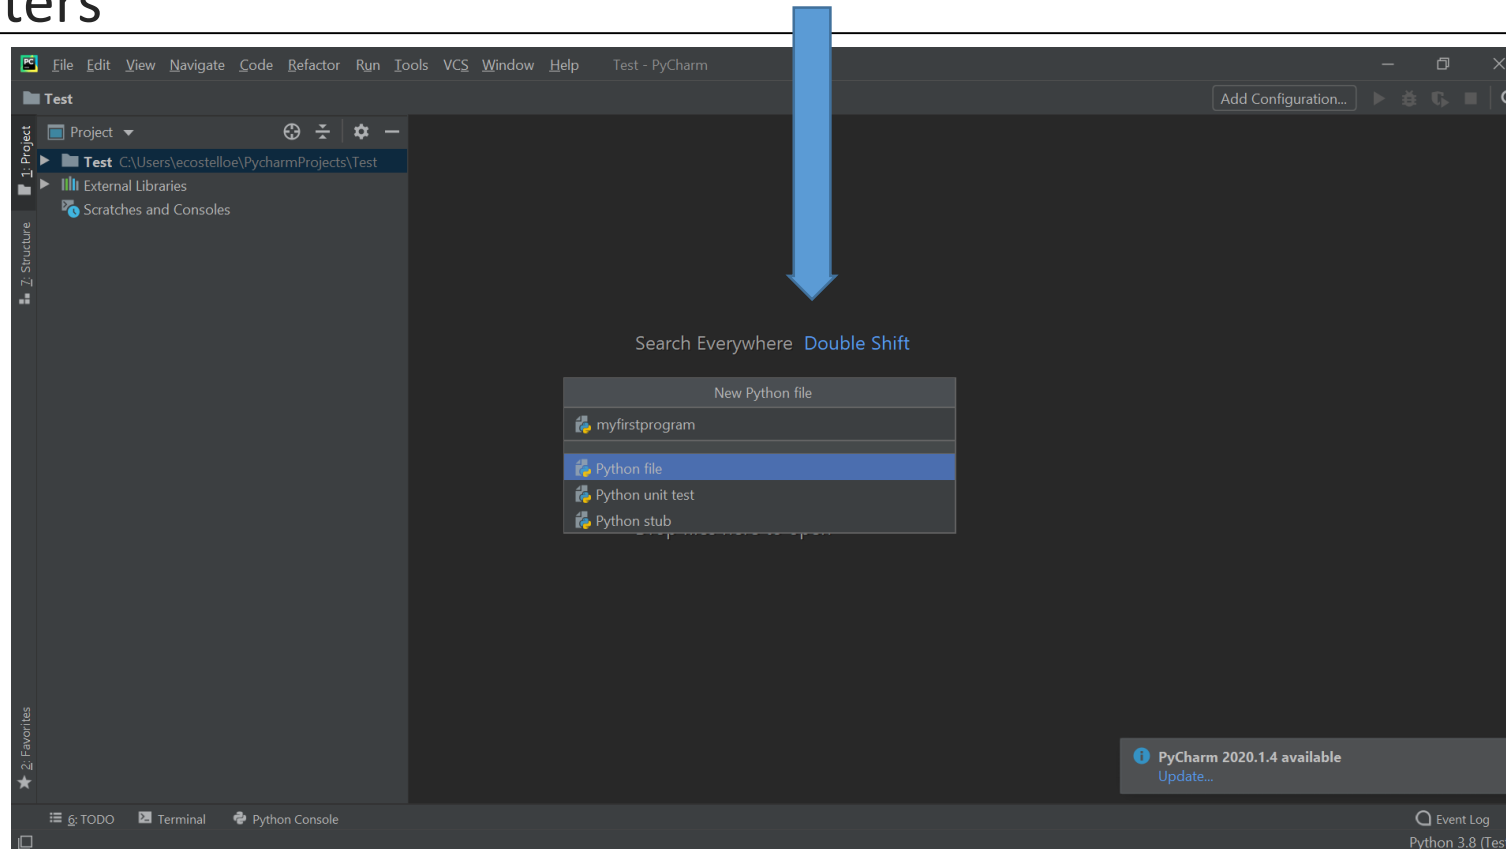 ters
File Edit View Navigate Code Refactor Run Tools VCS Window Help Test - PyCharm
Test
Add Configuration...
1: Project
Project
Test C:\Users\ecostelloe\PycharmProjects\Test
External Libraries
Scratches and Consoles
7: Structure
Search Everywhere Double Shift
New Python file
myfirstprogram
Python file
Python unit test
Python stub
2: Favorites
PyCharm 2020.1.4 available
Update...
6: TODO Terminal Python Console
Event Log
Python 3.8 (Tes